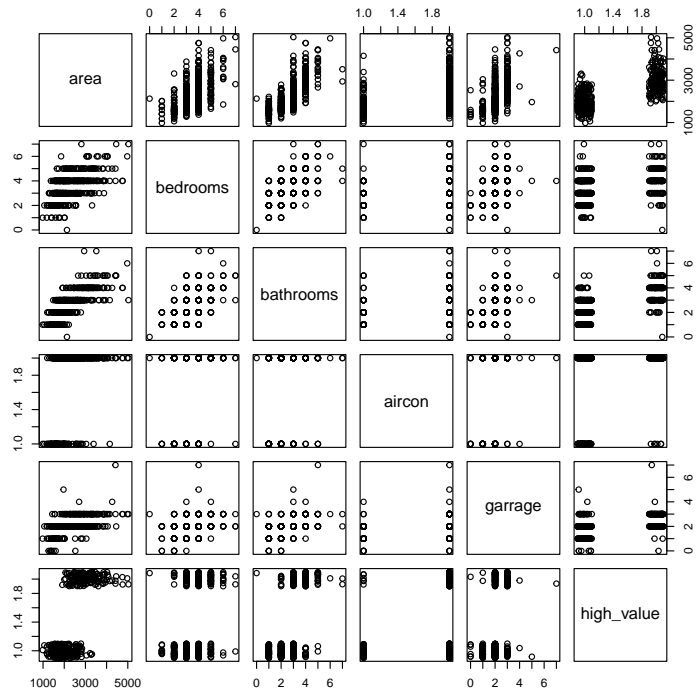 0 2 4 6 1.0 1.4 1.8 1.0 1.4 1.8
area
1000 3000 5000
0 2 4 6
bedrooms
bathrooms
0 2 4 6
1.0 1.4 1.8
aircon
garrage
0 2 4 6
1.0 1.4 1.8
high_value
1000 3000 5000 0 2 4 6 0 2 4 6